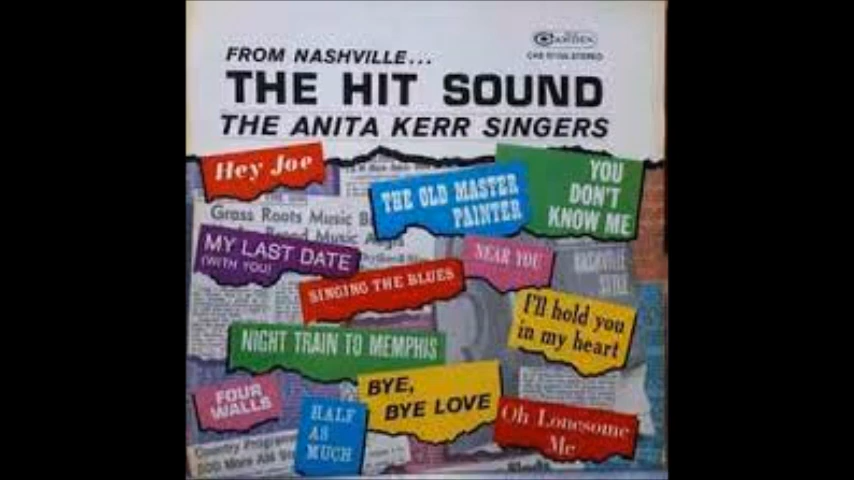 CAMDEN
FROM NASHVILLE...
THE HIT SOUND
THE ANITA KERR SINGERS
Hey Joe
THE OLD MASTER
PAINTER
YOU
DON'T
KNOW ME
Grass Roots Music
MY LAST DATE
(WITH YOU)
NEAR YOU
NASHVILLE
SINGING THE BLUES
I'll hold you
in my heart
NIGHT TRAIN TO MEMPHIS
FOUR
WALLS
BYE,
BYE LOVE
HALF
AS
MUCH
Oh Lonesome
Me